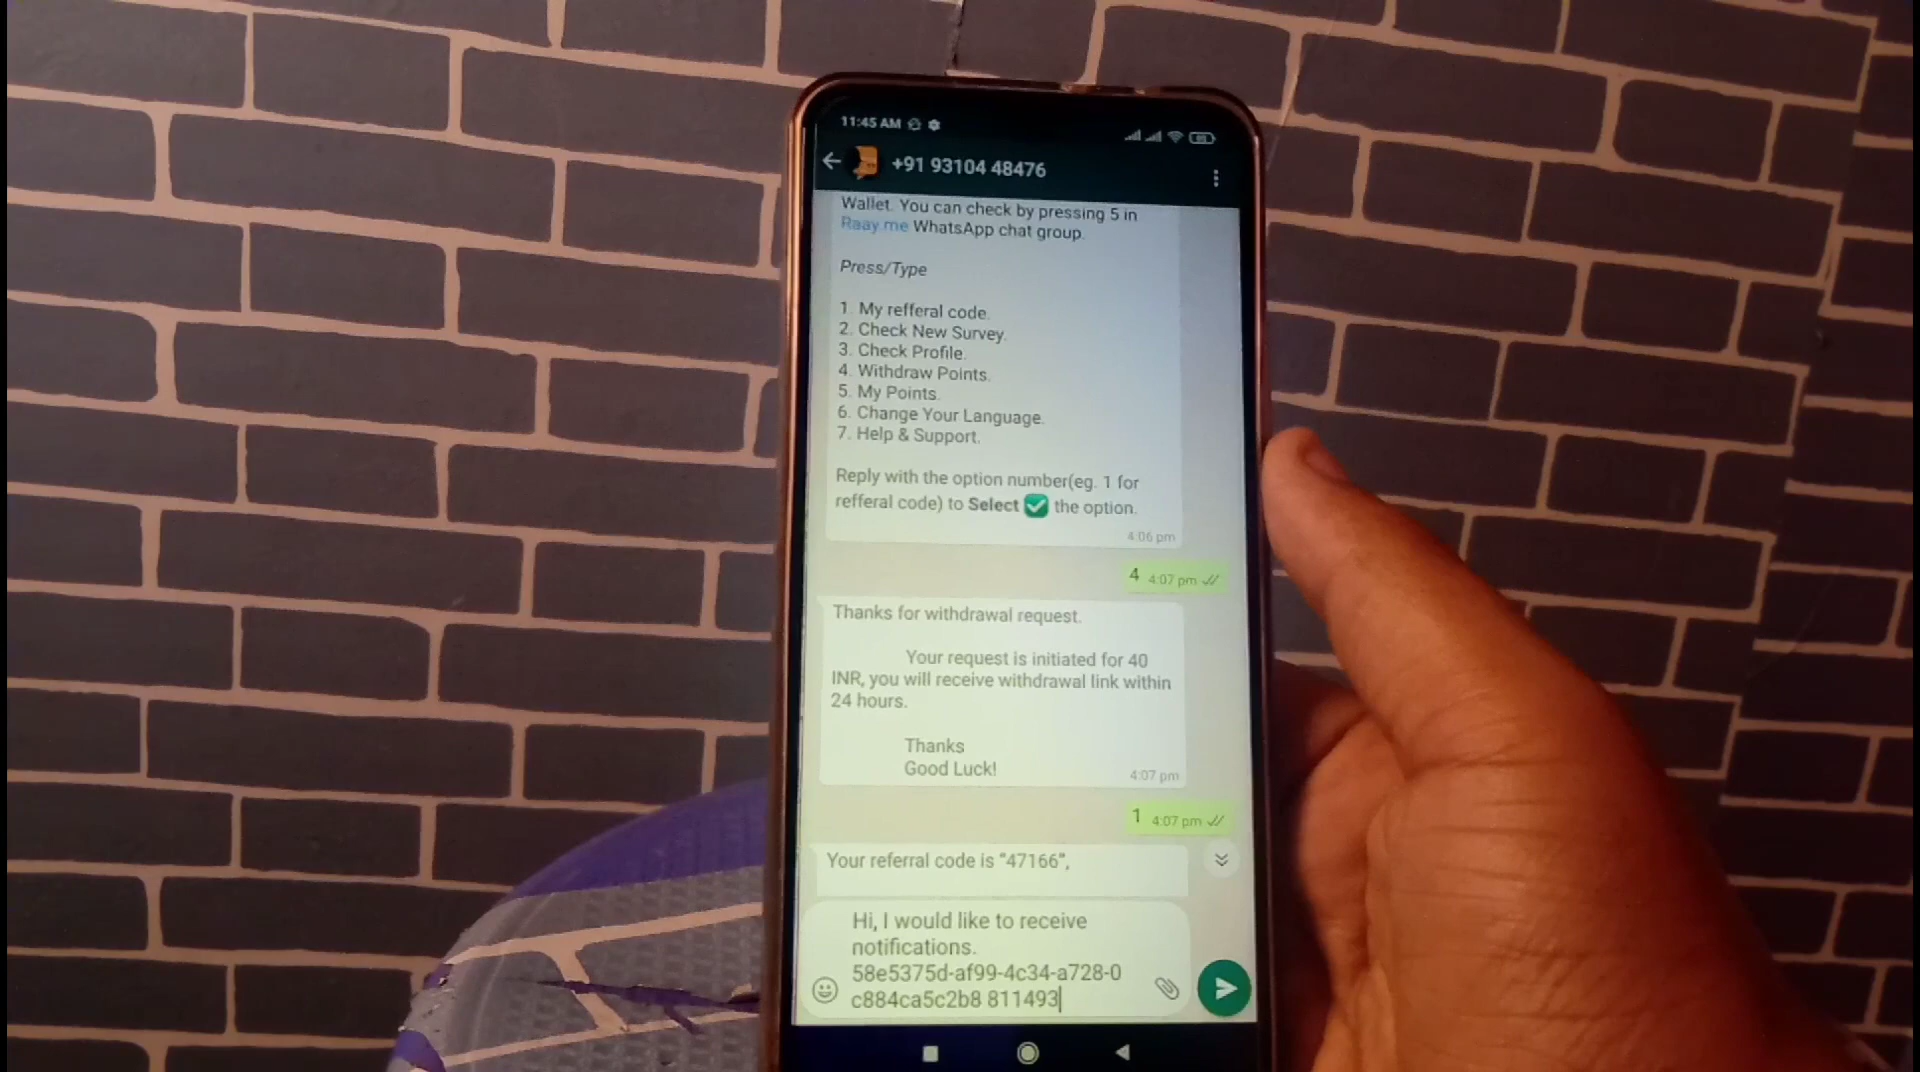 11:45 AM
+91 93104 48476
Wallet. You can check by pressing 5 in
Raay.me WhatsApp chat group.
Press/Type
1. My refferal code.
2. Check New Survey.
3. Check Profile.
4. Withdraw Points.
5. My Points.
6. Change Your Language.
7. Help & Support.
Reply with the option number(eg. 1 for
refferal code) to Select ✅ the option.
4:06 pm
4 4:07 pm
Thanks for withdrawal request.
Your request is initiated for 40
INR, you will receive withdrawal link within
24 hours.
Thanks
Good Luck!
4:07 pm
1 4:07 pm
Your referral code is "47166",
Hi, I would like to receive
notifications.
58e5375d-af99-4c34-a728-0
c884ca5c2b8 811493